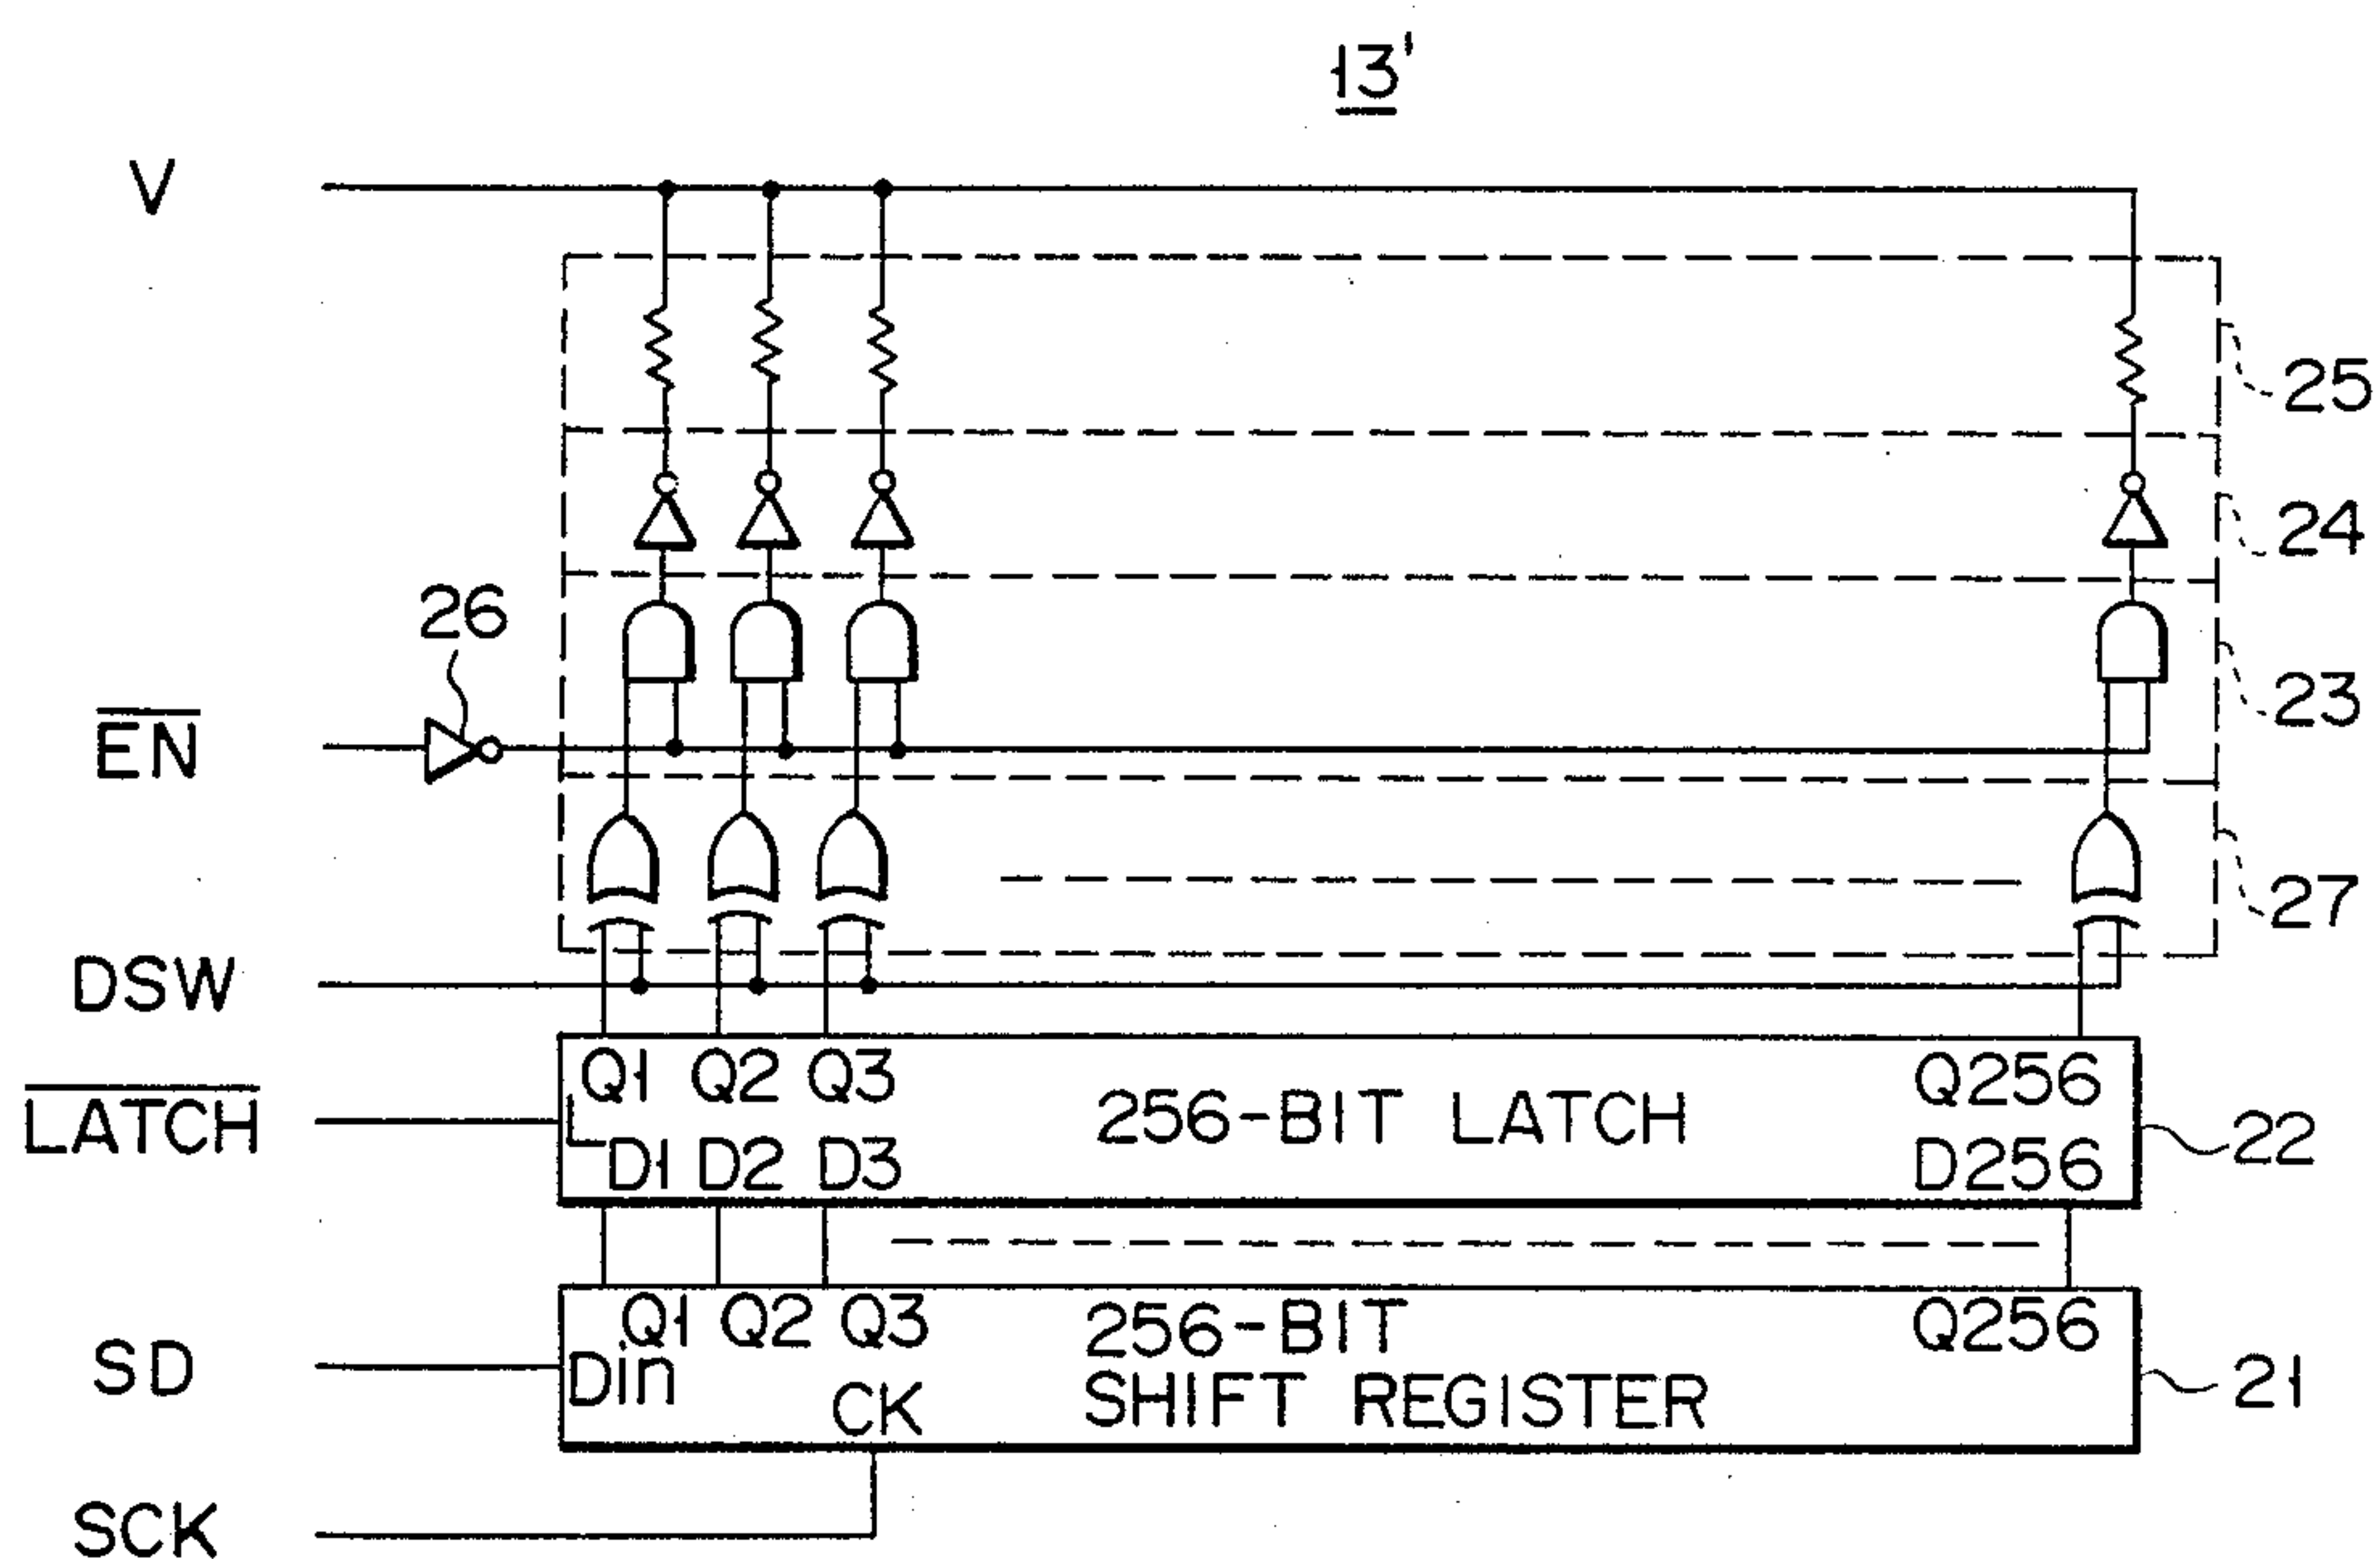 13'
V
25
24
26
23
EN
27
DSW
Q1 Q2 Q3 Q256
LATCH
L
256-BIT LATCH
22
D1 D2 D3 D256
Q1 Q2 Q3 Q256
SD
Din
256-BIT
SHIFT REGISTER
21
CK
SCK